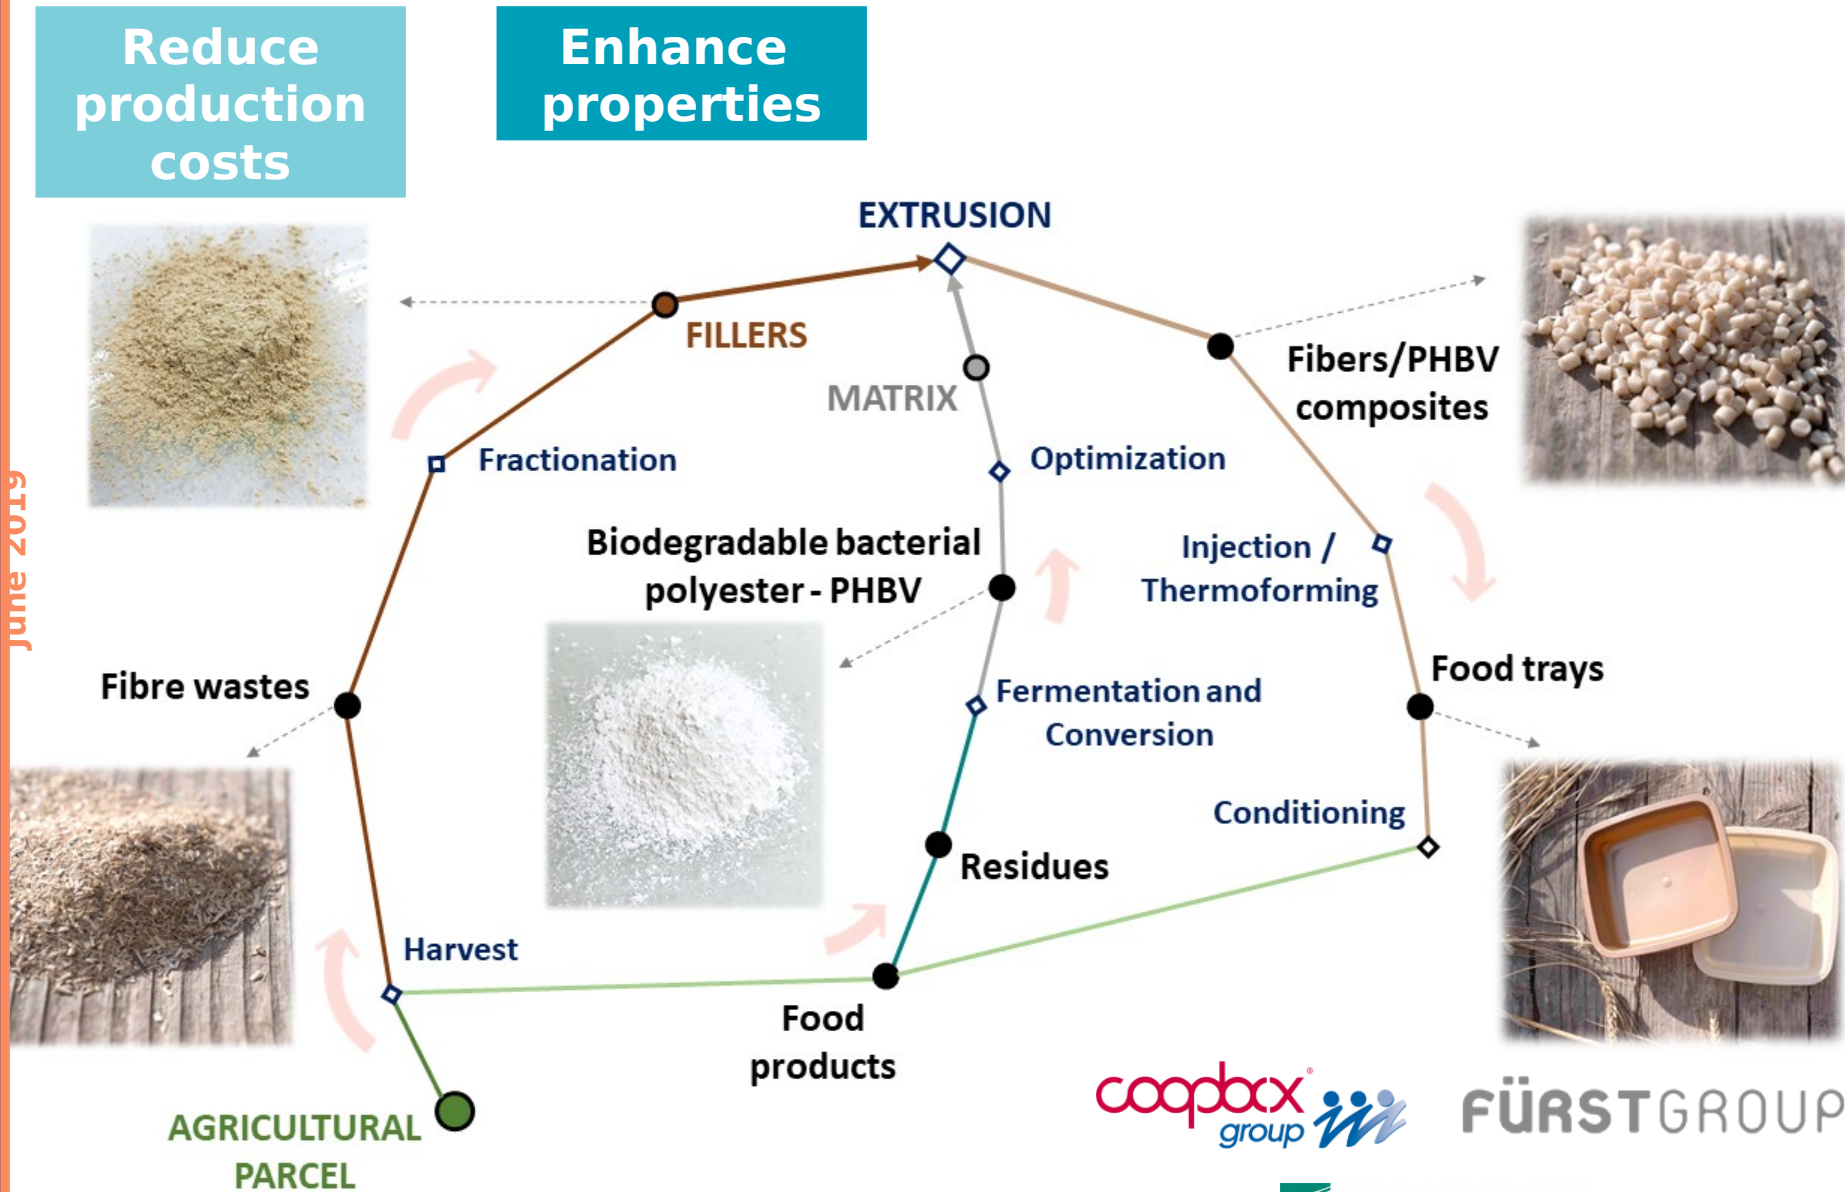 Reduce
production
costs
Enhance
properties
EXTRUSION
FILLERS
MATRIX
Fibers/PHBV
composites
Fractionation
Optimization
Biodegradable bacterial
polyester - PHBV
Injection /
Thermoforming
June 2019
Fibre wastes
Food trays
Fermentation and
Conversion
Conditioning
Residues
Harvest
Food
products
coopbox®
group
FÜRSTGROUP
AGRICULTURAL
PARCEL